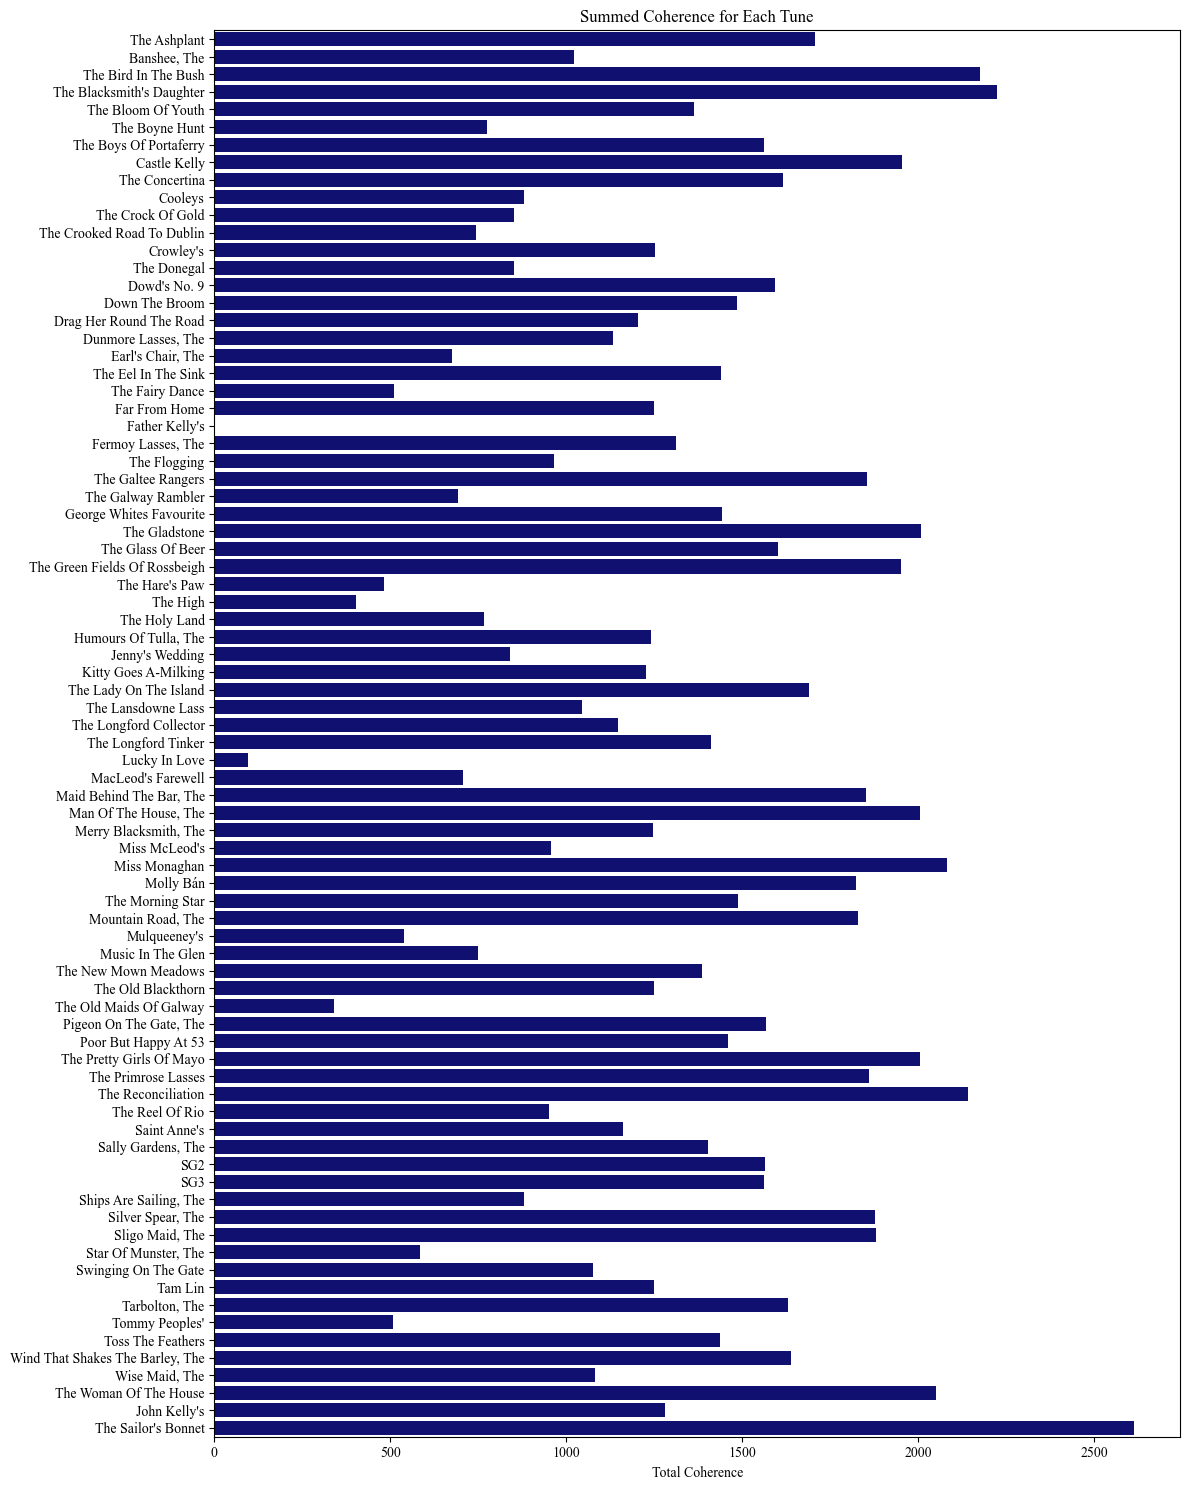 Summed Coherence for Each Tune
The Ashplant
Banshee, The
The Bird In The Bush
The Blacksmith's Daughter
The Bloom Of Youth
The Boyne Hunt
The Boys Of Portaferry
Castle Kelly
The Concertina
Cooleys
The Crock Of Gold
The Crooked Road To Dublin
Crowley's
The Donegal
Dowd's No. 9
Down The Broom
Drag Her Round The Road
Dunmore Lasses, The
Earl's Chair, The
The Eel In The Sink
The Fairy Dance
Far From Home
Father Kelly's
Fermoy Lasses, The
The Flogging
The Galtee Rangers
The Galway Rambler
George Whites Favourite
The Gladstone
The Glass Of Beer
The Green Fields Of Rossbeigh
The Hare's Paw
The High
The Holy Land
Humours Of Tulla, The
Jenny's Wedding
Kitty Goes A-Milking
The Lady On The Island
The Lansdowne Lass
The Longford Collector
The Longford Tinker
Lucky In Love
MacLeod's Farewell
Maid Behind The Bar, The
Man Of The House, The
Merry Blacksmith, The
Miss McLeod's
Miss Monaghan
Molly Bán
The Morning Star
Mountain Road, The
Mulqueeney's
Music In The Glen
The New Mown Meadows
The Old Blackthorn
The Old Maids Of Galway
Pigeon On The Gate, The
Poor But Happy At 53
The Pretty Girls Of Mayo
The Primrose Lasses
The Reconciliation
The Reel Of Rio
Saint Anne's
Sally Gardens, The
SG2
SG3
Ships Are Sailing, The
Silver Spear, The
Sligo Maid, The
Star Of Munster, The
Swinging On The Gate
Tam Lin
Tarbolton, The
Tommy Peoples'
Toss The Feathers
Wind That Shakes The Barley, The
Wise Maid, The
The Woman Of The House
John Kelly's
The Sailor's Bonnet
0 500 1000 1500 2000 2500
Total Coherence